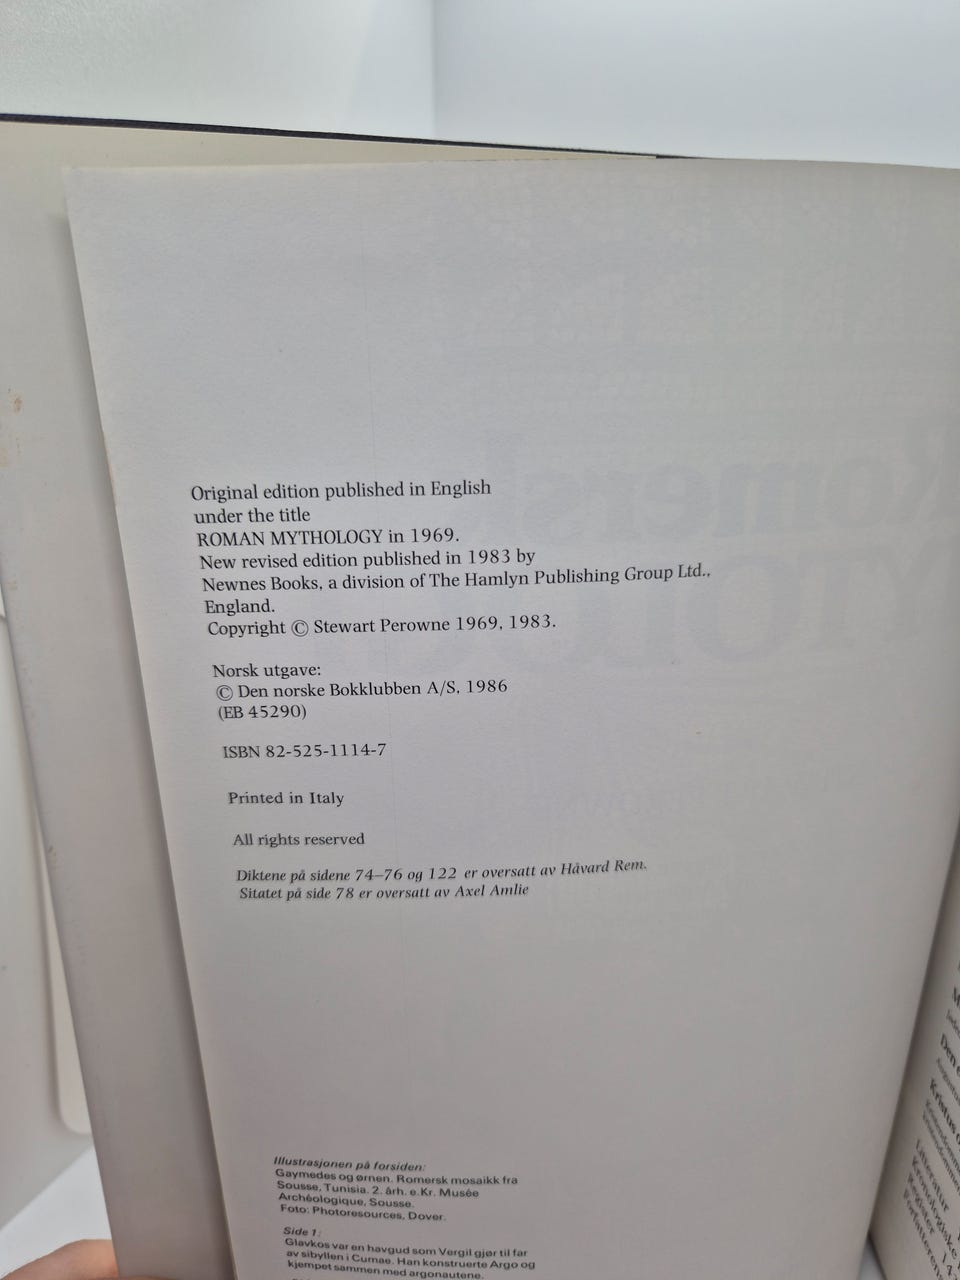 Original edition published in English
under the title
ROMAN MYTHOLOGY in 1969.
New revised edition published in 1983 by
Newnes Books, a division of The Hamlyn Publishing Group Ltd.,
England.
Copyright © Stewart Perowne 1969, 1983.
Norsk utgave:
© Den norske Bokklubben A/S, 1986
(EB 45290)
ISBN 82-525-1114-7
Printed in Italy
All rights reserved
Diktene på sidene 74–76 og 122 er oversatt av Håvard Rem.
Sitatet på side 78 er oversatt av Axel Amlie
Illustrasjonen på forsiden:
Gaymedes og ørnen. Romersk mosaikk fra
Sousse, Tunisia. 2. årh. e.Kr. Musée
Archéologique, Sousse.
Foto: Photoresources, Dover.
Side 1:
Glavkos var en havgud som Vergil gjør til far
av sibyllen i Cumae. Han konstruerte Argo og
kjempet sammen med argonautene.
Den
Kristus
Litteratur
Kronologiske
Register